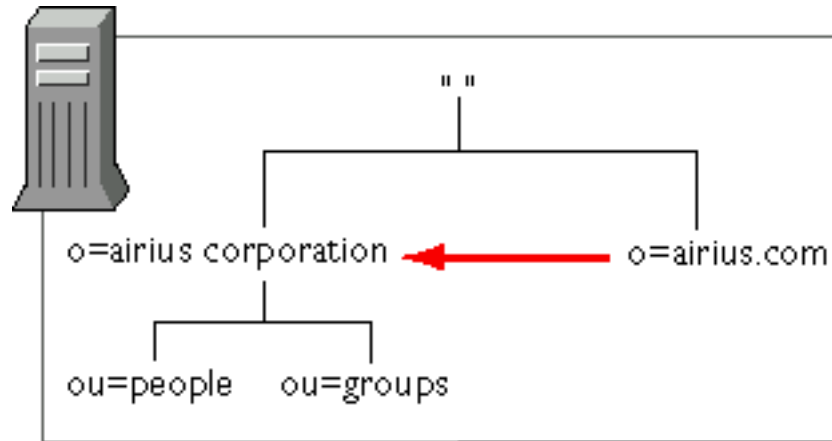 " "
o=airius corporation
o=airius.com
ou=people
ou=groups